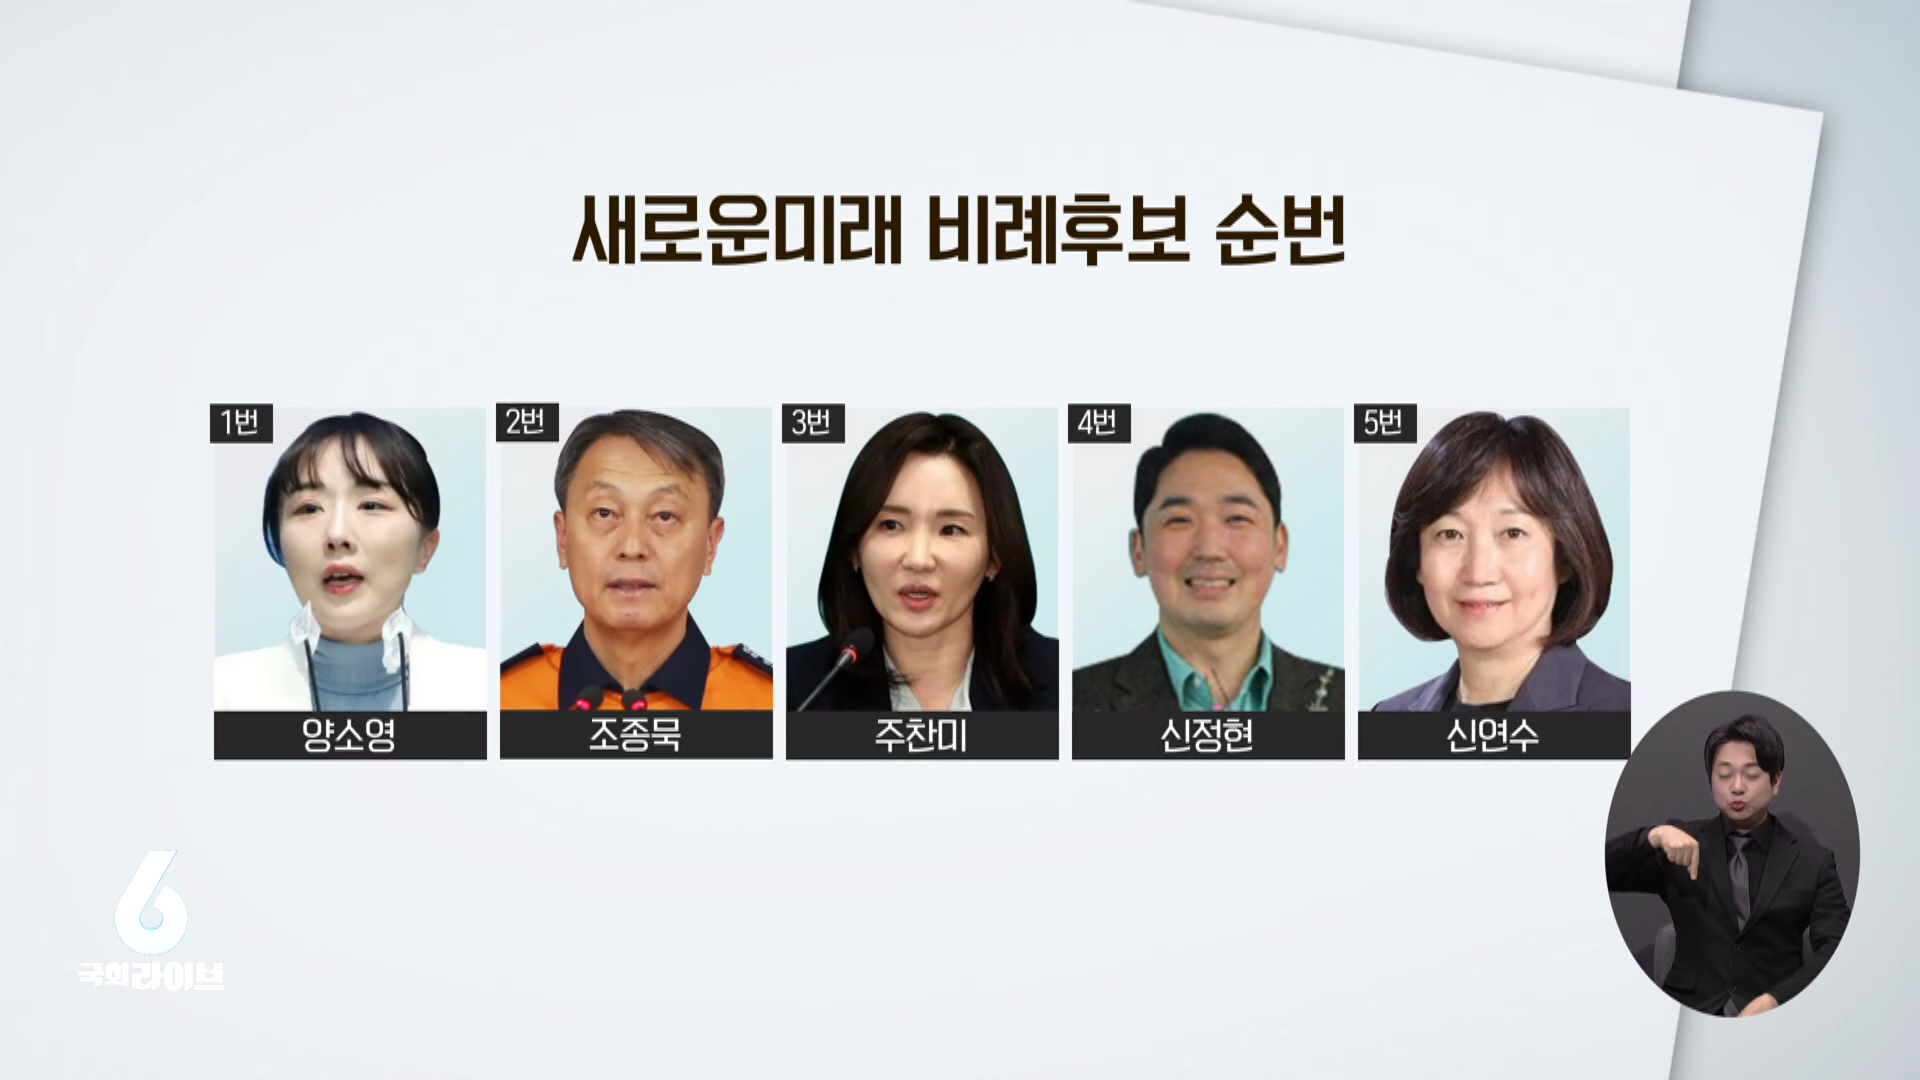 새로운미래 비례후보 순번
1번
2번
3번
4번
5번
양소영
조종묵
주찬미
신정현
신연수
6
국회라이브